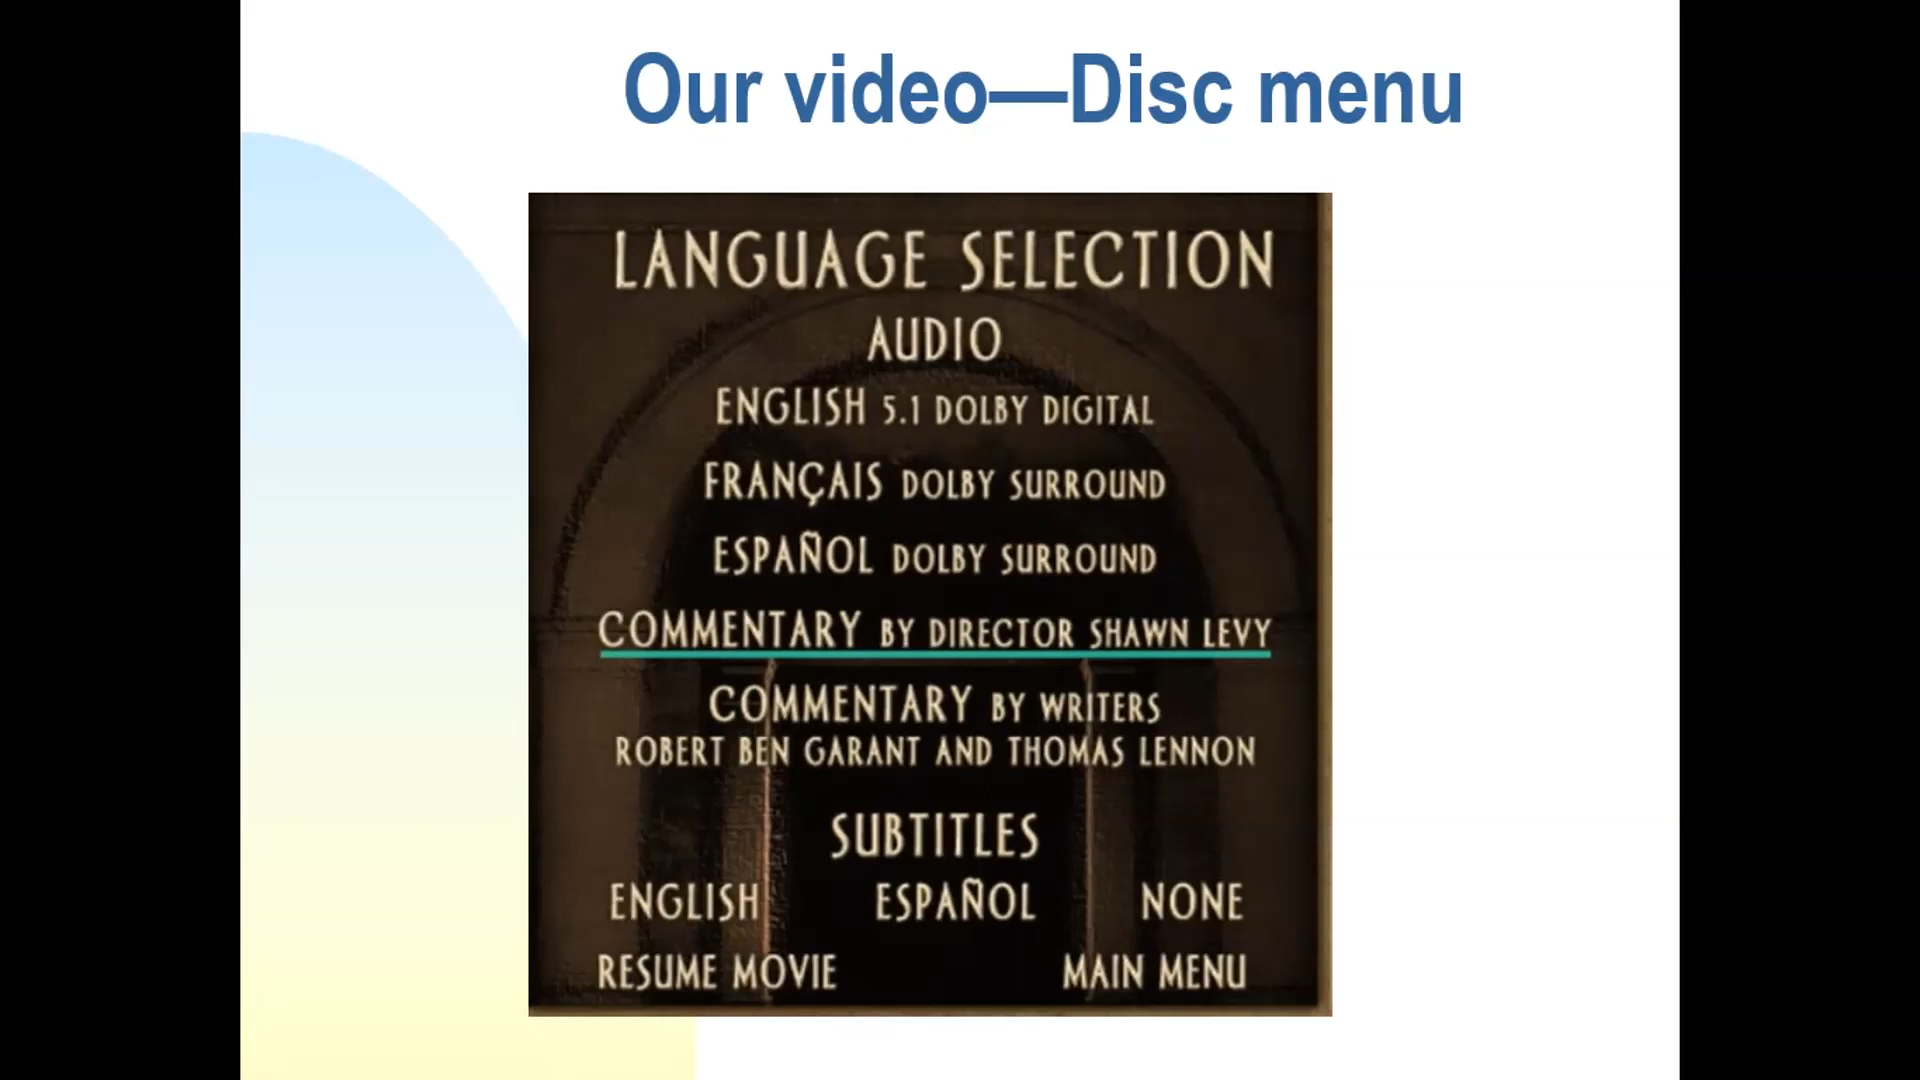 Our video—Disc menu
LANGUAGE SELECTION
AUDIO
ENGLISH 5.1 DOLBY DIGITAL
FRANÇAIS DOLBY SURROUND
ESPAÑOL DOLBY SURROUND
COMMENTARY BY DIRECTOR SHAWN LEVY
COMMENTARY BY WRITERS
ROBERT BEN GARANT AND THOMAS LENNON
SUBTITLES
ENGLISH ESPAÑOL NONE
RESUME MOVIE MAIN MENU